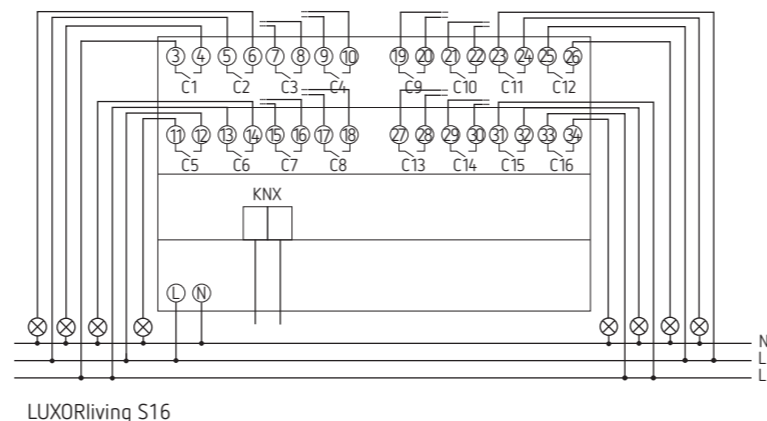 3 4 5 6 7 8 9 10 19 20 21 22 23 24 25 26
C1 C2 C3 C4 C9 C10 C11 C12
11 12 13 14 15 16 17 18 27 28 29 30 31 32 33 34
C5 C6 C7 C8 C13 C14 C15 C16
KNX
L N
N
L
L
LUXORliving S16